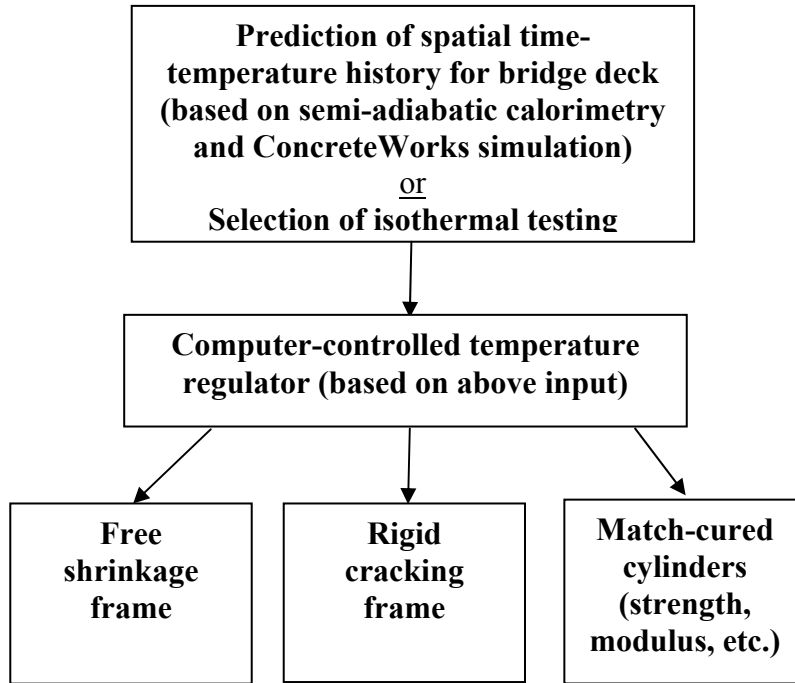 Prediction of spatial time-
temperature history for bridge deck
(based on semi-adiabatic calorimetry
and ConcreteWorks simulation)
or
Selection of isothermal testing
Computer-controlled temperature
regulator (based on above input)
Free
shrinkage
frame
Rigid
cracking
frame
Match-cured
cylinders
(strength,
modulus, etc.)